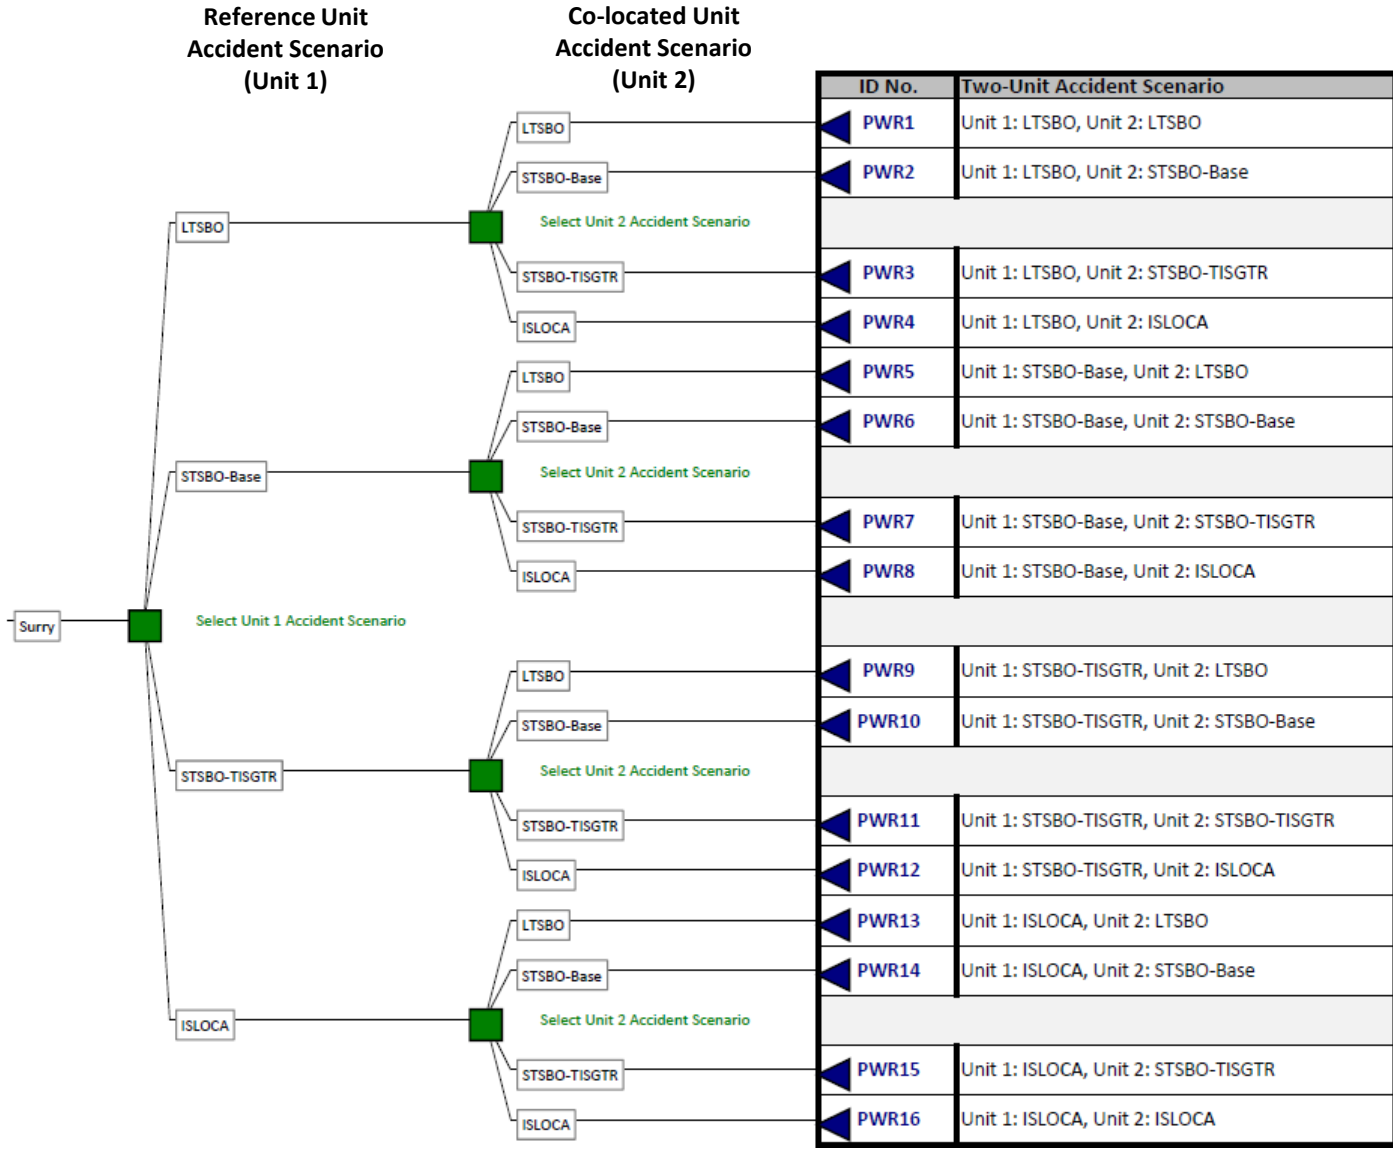 Reference Unit
Accident Scenario
(Unit 1)
Co-located Unit
Accident Scenario
(Unit 2)
ID No. Two-Unit Accident Scenario
LTSBO PWR1 Unit 1: LTSBO, Unit 2: LTSBO
STSBO-Base PWR2 Unit 1: LTSBO, Unit 2: STSBO-Base
LTSBO Select Unit 2 Accident Scenario
STSBO-TISGTR PWR3 Unit 1: LTSBO, Unit 2: STSBO-TISGTR
ISLOCA PWR4 Unit 1: LTSBO, Unit 2: ISLOCA
LTSBO PWR5 Unit 1: STSBO-Base, Unit 2: LTSBO
STSBO-Base PWR6 Unit 1: STSBO-Base, Unit 2: STSBO-Base
STSBO-Base Select Unit 2 Accident Scenario
STSBO-TISGTR PWR7 Unit 1: STSBO-Base, Unit 2: STSBO-TISGTR
ISLOCA PWR8 Unit 1: STSBO-Base, Unit 2: ISLOCA
Surry Select Unit 1 Accident Scenario
LTSBO PWR9 Unit 1: STSBO-TISGTR, Unit 2: LTSBO
STSBO-Base PWR10 Unit 1: STSBO-TISGTR, Unit 2: STSBO-Base
STSBO-TISGTR Select Unit 2 Accident Scenario
STSBO-TISGTR PWR11 Unit 1: STSBO-TISGTR, Unit 2: STSBO-TISGTR
ISLOCA PWR12 Unit 1: STSBO-TISGTR, Unit 2: ISLOCA
LTSBO PWR13 Unit 1: ISLOCA, Unit 2: LTSBO
STSBO-Base PWR14 Unit 1: ISLOCA, Unit 2: STSBO-Base
ISLOCA Select Unit 2 Accident Scenario
STSBO-TISGTR PWR15 Unit 1: ISLOCA, Unit 2: STSBO-TISGTR
ISLOCA PWR16 Unit 1: ISLOCA, Unit 2: ISLOCA